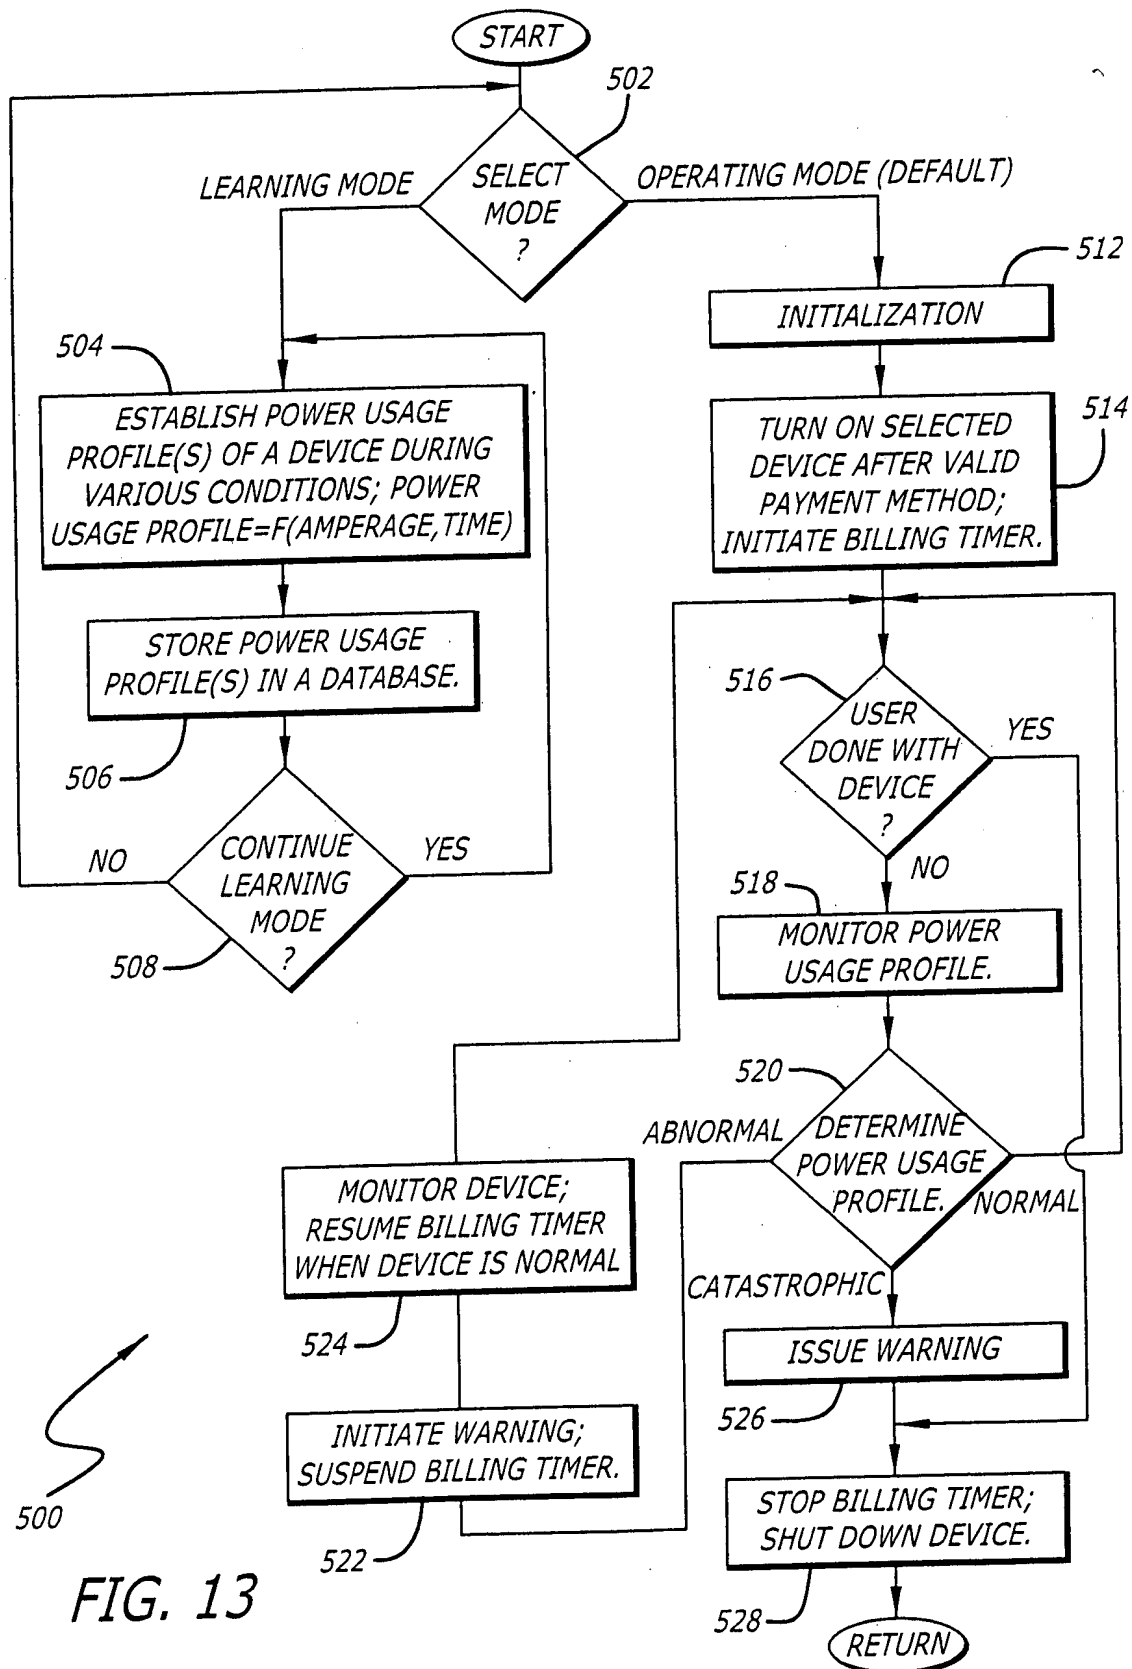 START
502
SELECT
MODE
?
LEARNING MODE
OPERATING MODE (DEFAULT)
512
INITIALIZATION
504
ESTABLISH POWER USAGE
PROFILE(S) OF A DEVICE DURING
VARIOUS CONDITIONS; POWER
USAGE PROFILE=F(AMPERAGE,TIME)
514
TURN ON SELECTED
DEVICE AFTER VALID
PAYMENT METHOD;
INITIATE BILLING TIMER.
STORE POWER USAGE
PROFILE(S) IN A DATABASE.
506
516
USER
DONE WITH
DEVICE
?
YES
NO
CONTINUE
LEARNING
MODE
?
NO
YES
508
518
MONITOR POWER
USAGE PROFILE.
520
DETERMINE
POWER USAGE
PROFILE.
ABNORMAL
NORMAL
CATASTROPHIC
MONITOR DEVICE;
RESUME BILLING TIMER
WHEN DEVICE IS NORMAL
524
ISSUE WARNING
526
INITIATE WARNING;
SUSPEND BILLING TIMER.
522
STOP BILLING TIMER;
SHUT DOWN DEVICE.
528
RETURN
500
FIG. 13